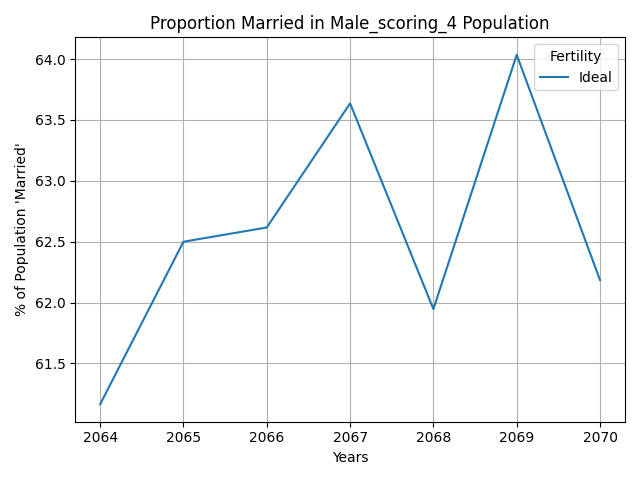 Proportion Married in Male_scoring_4 Population
Fertility
Ideal
% of Population 'Married'
64.0
63.5
63.0
62.5
62.0
61.5
2064 2065 2066 2067 2068 2069 2070
Years